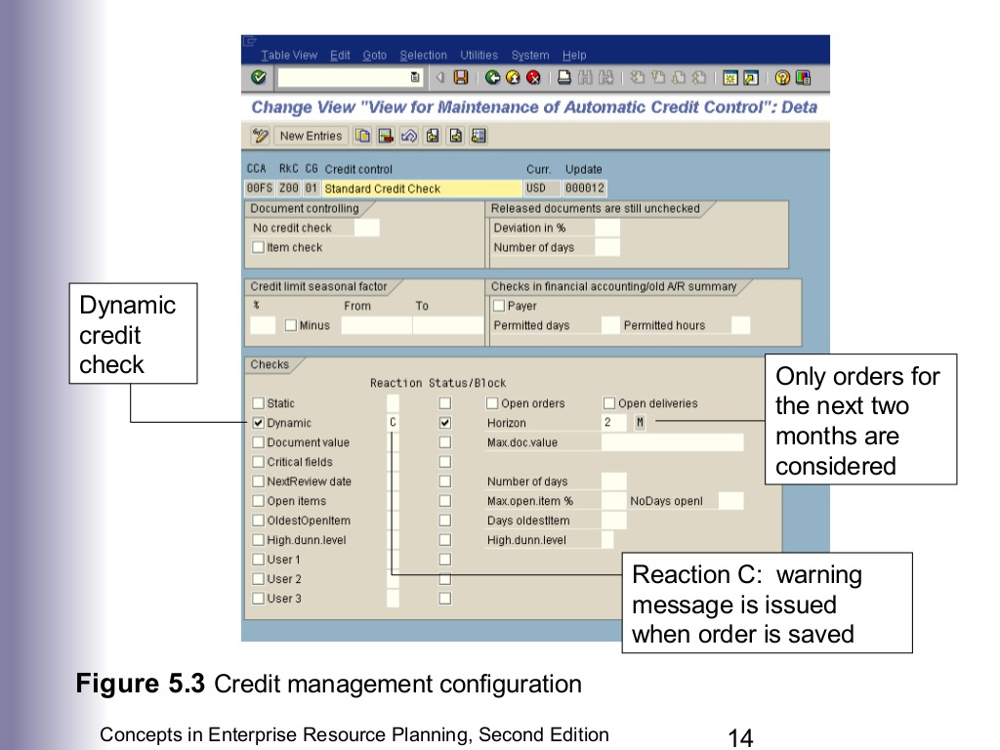 Table View Edit Goto Selection Utilities System Help
Change View "View for Maintenance of Automatic Credit Control": Deta
New Entries
CCA RkC CG Credit control Curr. Update
00FS Z00 01 Standard Credit Check USD 000012
Document controlling
No credit check
Item check
Released documents are still unchecked
Deviation in %
Number of days
Credit limit seasonal factor
% From To
Minus
Checks in financial accounting/old A/R summary
Payer
Permitted days Permitted hours
Dynamic
credit
check
Checks
Reaction Status/Block
Static Open orders Open deliveries
Dynamic C Horizon 2 M
Document value Max.doc.value
Critical fields
NextReview date Number of days
Open items Max.open.item % NoDays openI
OldestOpenItem Days oldestItem
High.dunn.level High.dunn.level
User 1
User 2
User 3
Only orders for
the next two
months are
considered
Reaction C: warning
message is issued
when order is saved
Figure 5.3 Credit management configuration
Concepts in Enterprise Resource Planning, Second Edition 14